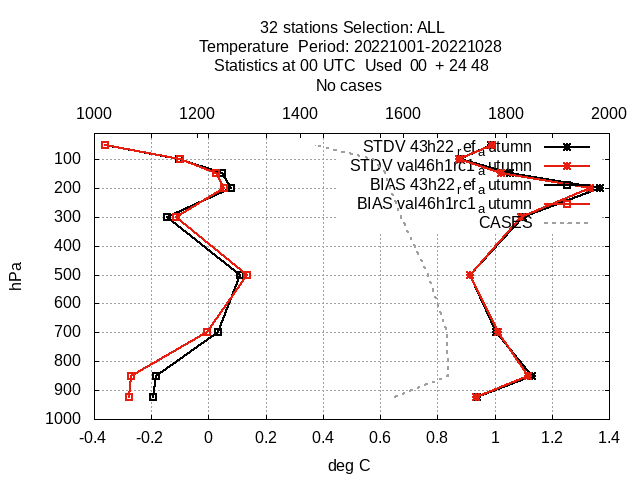 32 stations Selection: ALL
Temperature Period: 20221001-20221028
Statistics at 00 UTC Used 00 + 24 48
No cases
1000 1200 1400 1600 1800 2000
STDV 43h22_ref_autumn
STDV val46h1rc1_autumn
BIAS 43h22_ref_autumn
BIAS val46h1rc1_autumn
CASES
hPa
100
200
300
400
500
600
700
800
900
1000
-0.4 -0.2 0 0.2 0.4 0.6 0.8 1 1.2 1.4
deg C